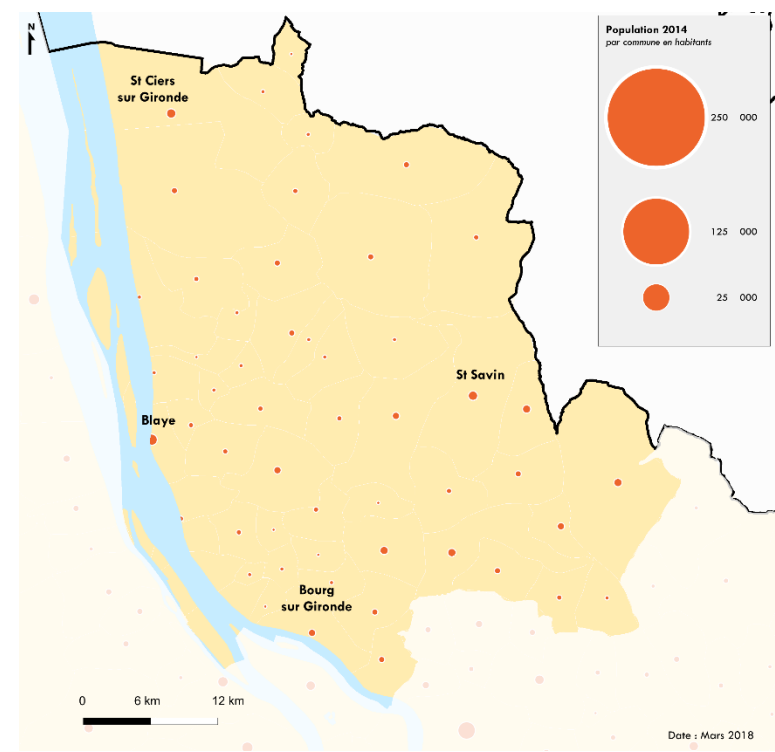 N
St Ciers
sur Gironde
Population 2014
par commune en habitants
250 000
125 000
25 000
St Savin
Blaye
Bourg
sur Gironde
0 6 km 12 km
Date : Mars 2018